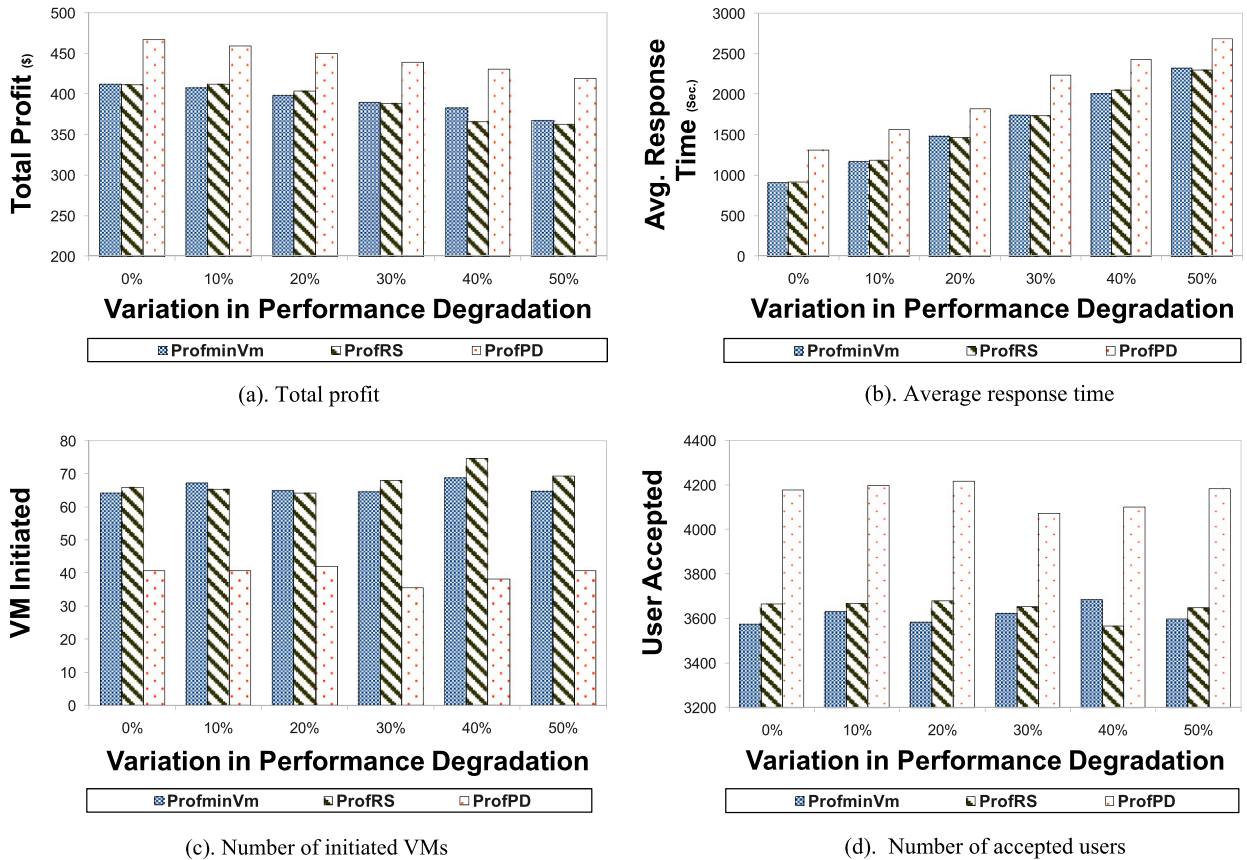 500
450
400
350
300
250
200
Total Profit ($)
0% 10% 20% 30% 40% 50%
Variation in Performance Degradation
ProfminVm ProfRS ProfPD
(a). Total profit
3000
2500
2000
1500
1000
500
0
Avg. Response
Time (Sec.)
0% 10% 20% 30% 40% 50%
Variation in Performance Degradation
ProfminVm ProfRS ProfPD
(b). Average response time
80
70
60
50
40
30
20
10
0
VM Initiated
0% 10% 20% 30% 40% 50%
Variation in Performance Degradation
ProfminVm ProfRS ProfPD
(c). Number of initiated VMs
4400
4200
4000
3800
3600
3400
3200
User Accepted
0% 10% 20% 30% 40% 50%
Variation in Performance Degradation
ProfminVm ProfRS ProfPD
(d). Number of accepted users